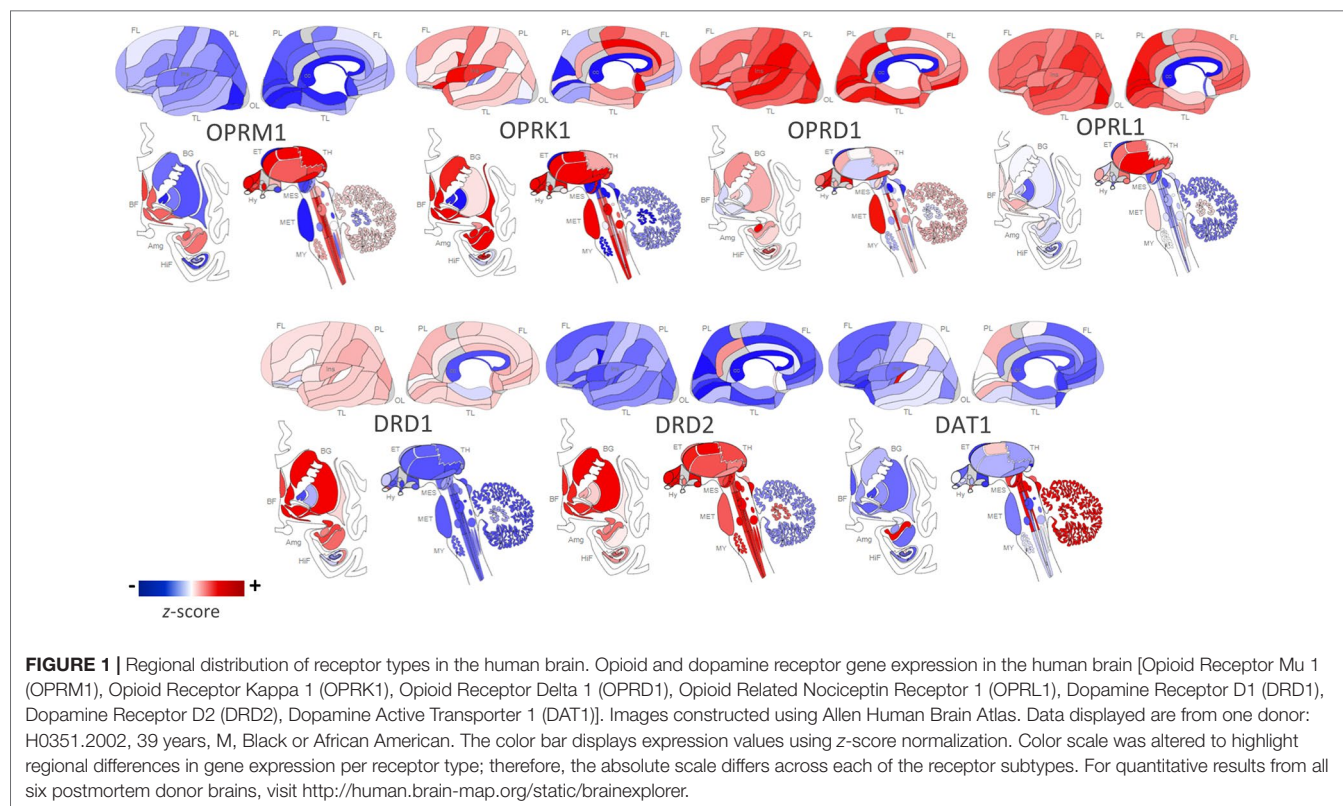 FL PL FL PL FL PL FL PL
OL OL OL OL
TL TL TL TL TL TL
OPRM1 OPRK1 OPRD1 OPRL1
BG ET TH BG ET TH BG ET TH BG ET TH
BF Hy MES BF Hy MES BF Hy MES BF Hy MES
MET MET MET MET
Amg MY Amg MY Amg MY Amg MY
HiF HiF HiF HiF
FL PL FL PL FL PL
OL OL OL
TL TL TL
DRD1 DRD2 DAT1
BG ET TH BG ET TH BG ET TH
BF Hy MES BF Hy MES BF Hy MES
MET MET MET
Amg MY Amg MY Amg MY
HiF HiF HiF
- +
z-score
FIGURE 1 | Regional distribution of receptor types in the human brain. Opioid and dopamine receptor gene expression in the human brain [Opioid Receptor Mu 1
(OPRM1), Opioid Receptor Kappa 1 (OPRK1), Opioid Receptor Delta 1 (OPRD1), Opioid Related Nociceptin Receptor 1 (OPRL1), Dopamine Receptor D1 (DRD1),
Dopamine Receptor D2 (DRD2), Dopamine Active Transporter 1 (DAT1)]. Images constructed using Allen Human Brain Atlas. Data displayed are from one donor:
H0351.2002, 39 years, M, Black or African American. The color bar displays expression values using z-score normalization. Color scale was altered to highlight
regional differences in gene expression per receptor type; therefore, the absolute scale differs across each of the receptor subtypes. For quantitative results from all
six postmortem donor brains, visit http://human.brain-map.org/static/brainexplorer.